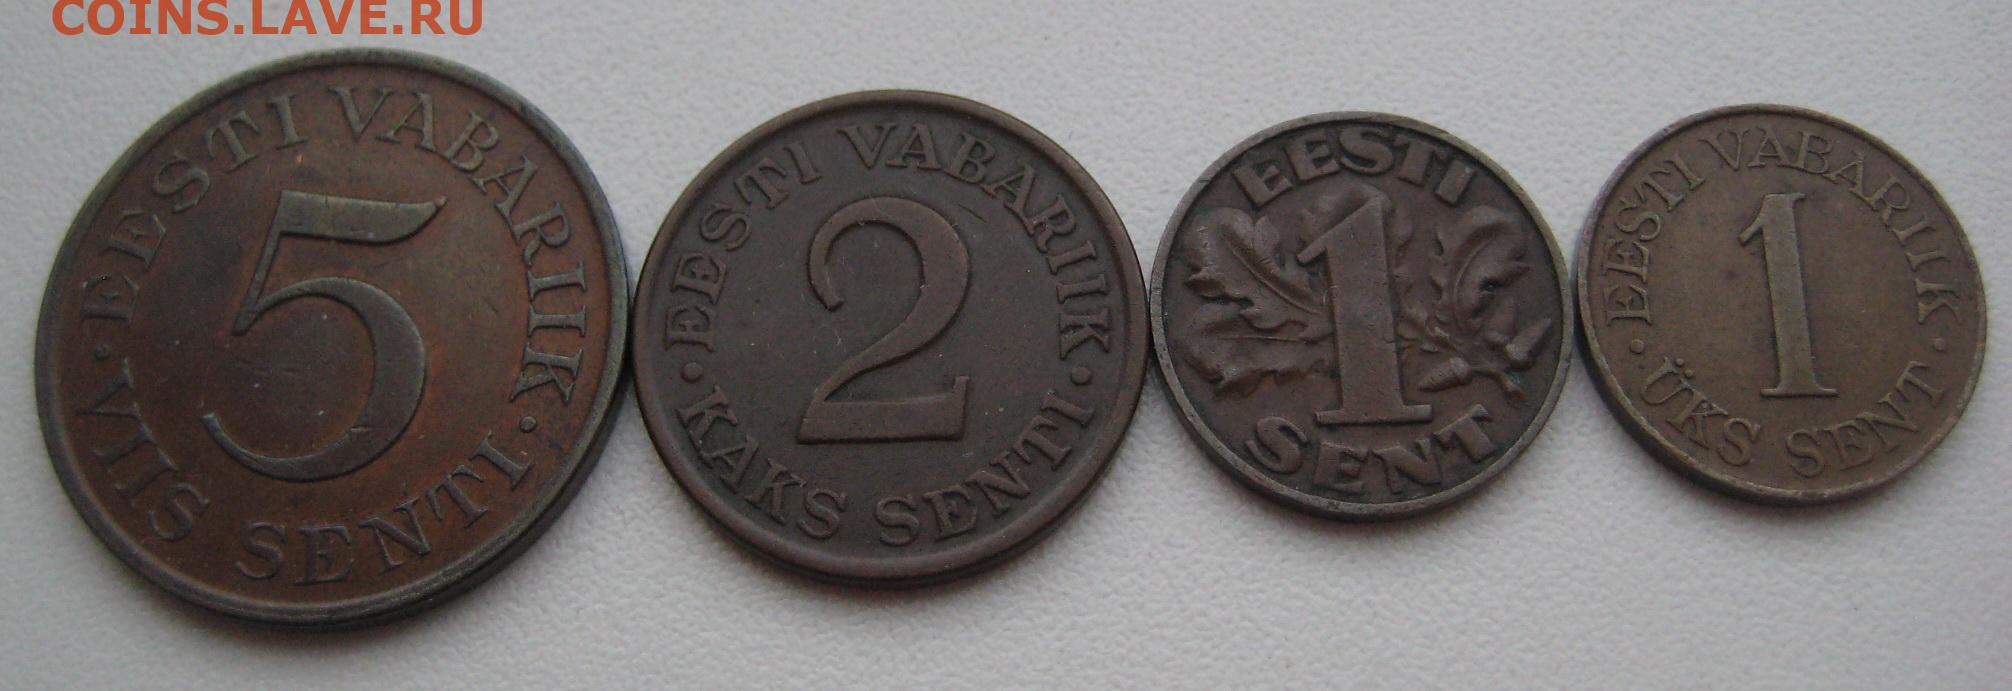 COINS.LAVE.RU
EESTI VABARIIK
5
VIIS SENTI
EESTI VABARIIK
2
KAKS SENTI
EESTI
1
SENT
EESTI VABARIIK
1
ÜKS SENT